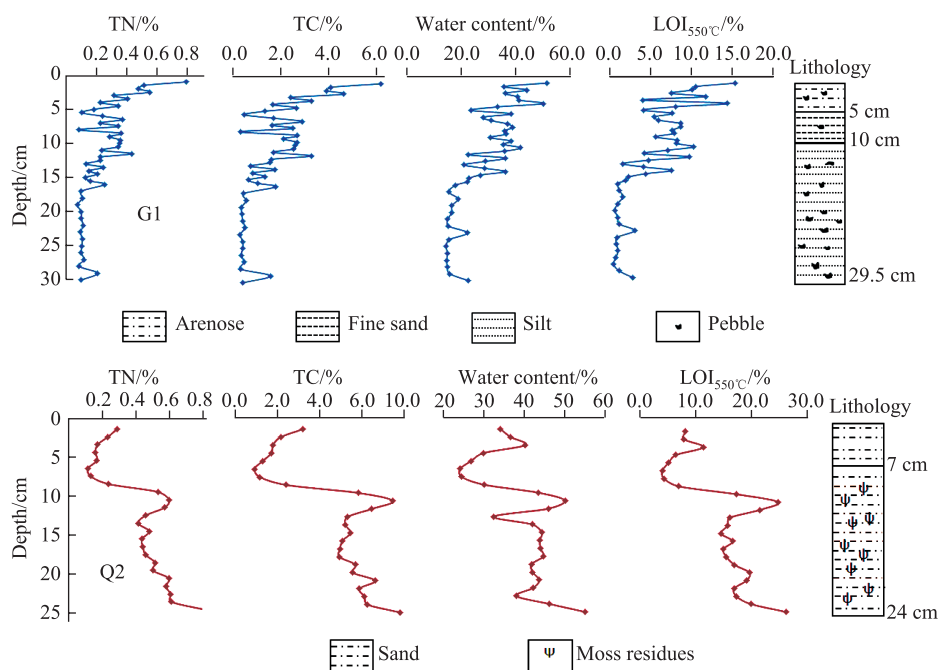 TN/% TC/% Water content/% LOI550℃/%
0.2 0.4 0.6 0.8 0.0 2.0 4.0 6.0 0.0 20.0 40.0 60.0 0.0 5.0 10.0 15.0 20.0
Lithology
0
5
10
15
20
25
30
Depth/cm
G1
5 cm
10 cm
29.5 cm
Arenose Fine sand Silt Pebble
TN/% TC/% Water content/% LOI550℃/%
0.2 0.4 0.6 0.8 0.0 2.0 4.0 6.0 8.0 10.0 20 30 40 50 60 0.0 10.0 20.0 30.0
Lithology
0
5
10
15
20
25
Depth/cm
Q2
7 cm
24 cm
Sand Moss residues